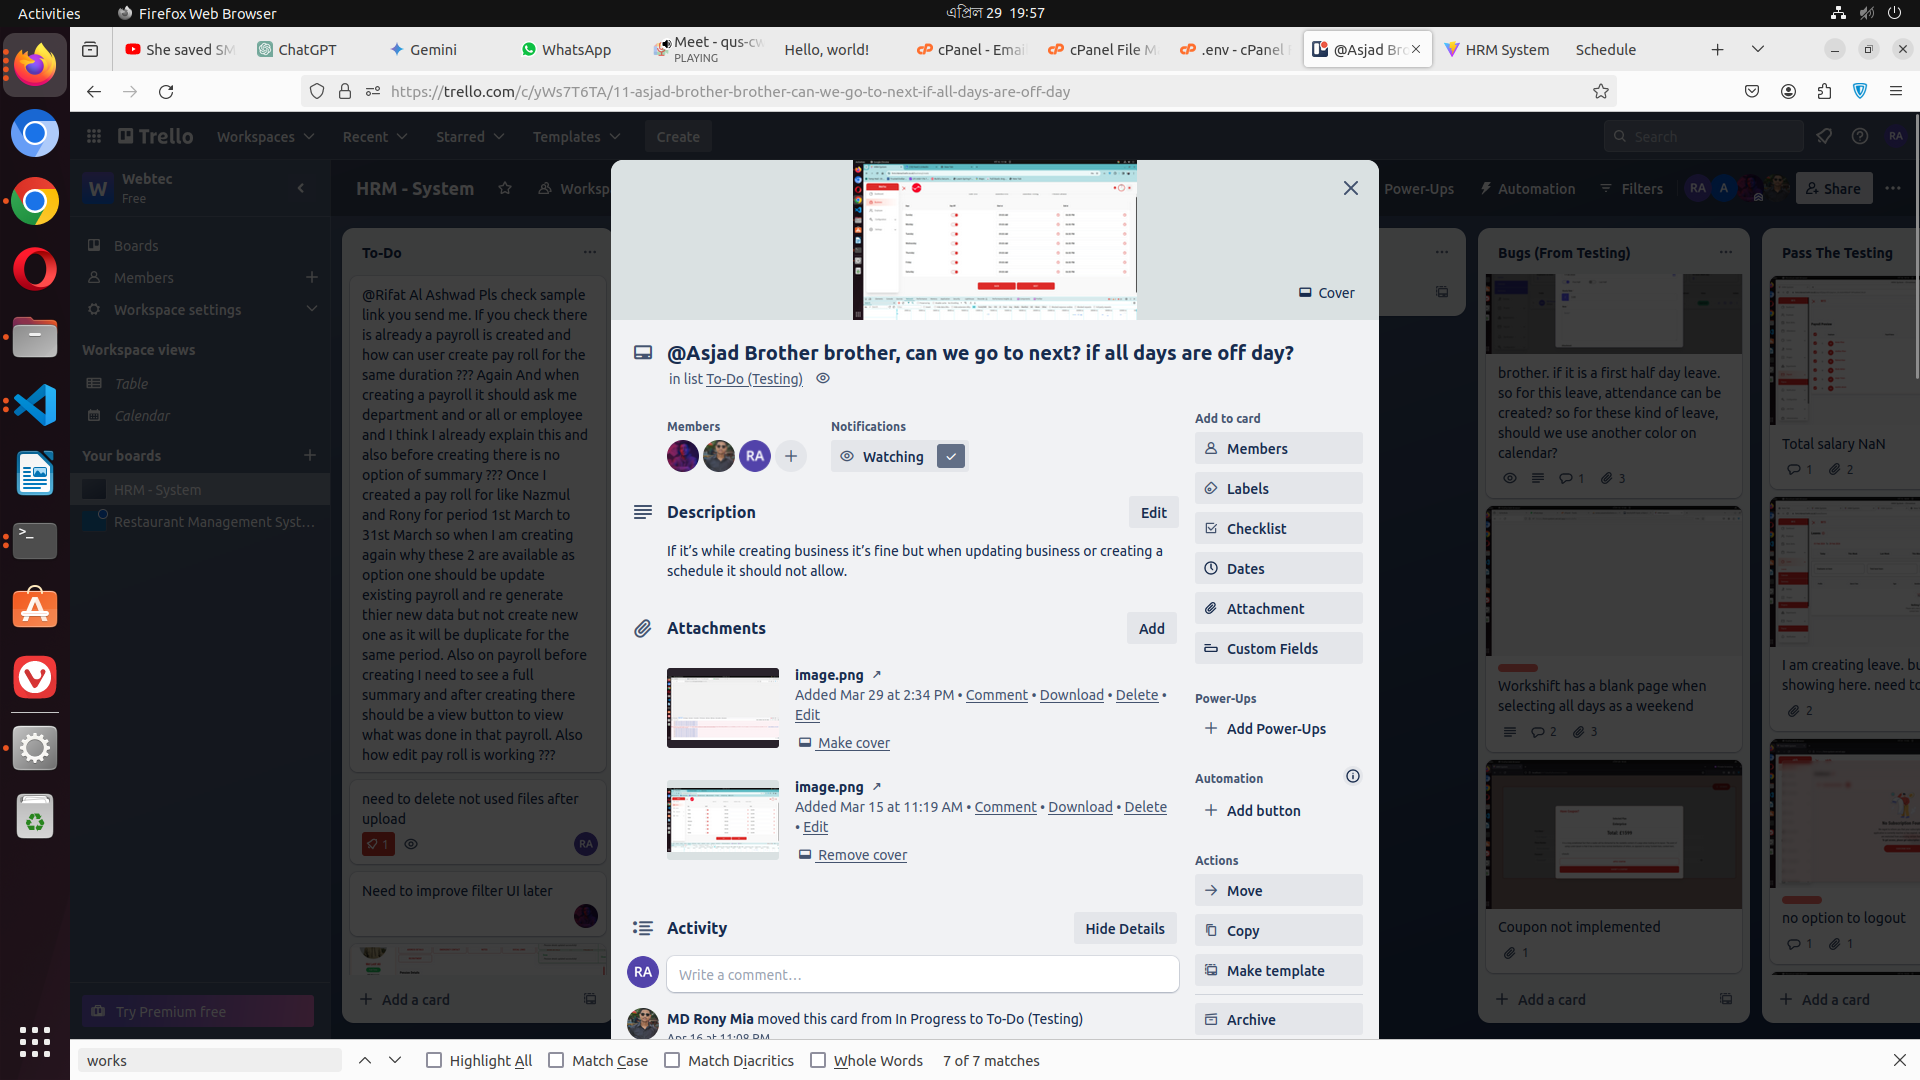 Activities
Firefox Web Browser
এপ্রিল 29 19:57
She saved SM
ChatGPT
Gemini
WhatsApp
Meet - qus-cw
PLAYING
Hello, world!
cPanel - Email
cPanel File M
.env - cPanel
@Asjad Bro
HRM System
Schedule
https://trello.com/c/yWs7T6TA/11-asjad-brother-brother-can-we-go-to-next-if-all-days-are-off-day
Trello
Workspaces
Recent
Starred
Templates
Create
Search
RA
W
Webtec
Free
HRM - System
Worksp
Power-Ups
Automation
Filters
RA
A
Share
Boards
Members
Workspace settings
Workspace views
Table
Calendar
Your boards
HRM - System
Restaurant Management Syst...
Try Premium free
To-Do
@Rifat Al Ashwad Pls check sample
link you send me. If you check there
is already a payroll is created and
how can user create pay roll for the
same duration ??? Again And when
creating a payroll it should ask me
department and or all or employee
and I think I already explain this and
also before creating there is no
option of summary ??? Once I
created a pay roll for like Nazmul
and Rony for period 1st March to
31st March so when I am creating
again why these 2 are available as
option one should be update
existing payroll and re generate
thier new data but not create new
one as it will be duplicate for the
same period. Also on payroll before
creating I need to see a full
summary and after creating there
should be a view button to view
what was done in that payroll. Also
how edit pay roll is working ???
need to delete not used files after
upload
1
RA
Need to improve filter UI later
Add a card
Cover
@Asjad Brother brother, can we go to next? if all days are off day?
in list To-Do (Testing)
Members
RA
Notifications
Watching
Description
Edit
If it's while creating business it's fine but when updating business or creating a
schedule it should not allow.
Attachments
Add
image.png
Added Mar 29 at 2:34 PM • Comment • Download • Delete •
Edit
Make cover
image.png
Added Mar 15 at 11:19 AM • Comment • Download • Delete
• Edit
Remove cover
Activity
Hide Details
RA
Write a comment…
MD Rony Mia moved this card from In Progress to To-Do (Testing)
Apr 16 at 11:08 PM
Add to card
Members
Labels
Checklist
Dates
Attachment
Custom Fields
Power-Ups
Add Power-Ups
Automation
Add button
Actions
Move
Copy
Make template
Archive
Bugs (From Testing)
brother. if it is a first half day leave.
so for this leave, attendance can be
created? so for these kind of leave,
should we use another color on
calendar?
1
3
Workshift has a blank page when
selecting all days as a weekend
2
3
Coupon not implemented
1
Add a card
Pass The Testing
Total salary NaN
1
2
I am creating leave. bu
showing here. need to
2
no option to logout
1
1
Add a card
works
Highlight All
Match Case
Match Diacritics
Whole Words
7 of 7 matches